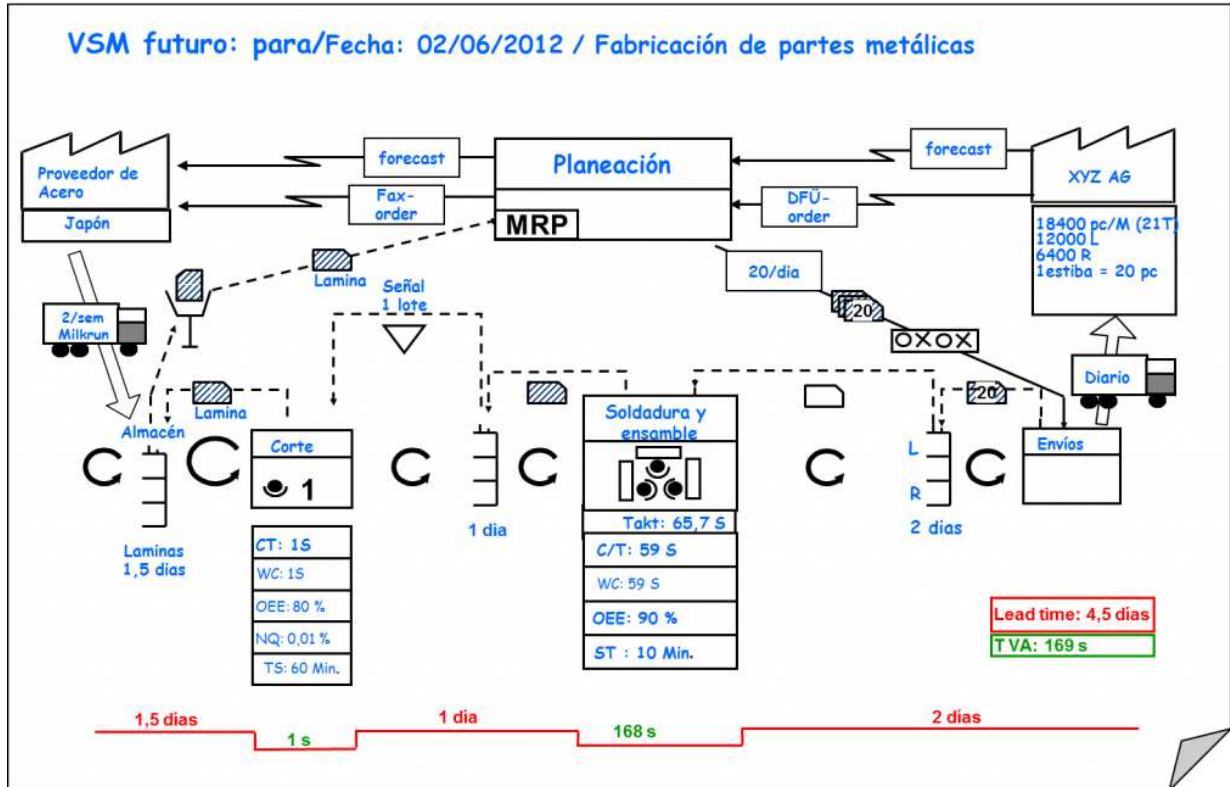 VSM futuro: para/Fecha: 02/06/2012 / Fabricación de partes metálicas
Proveedor de
Acero
Japón
forecast
Fax-
order
Planeación
MRP
forecast
DFÜ-
order
XYZ AG
18400 pc/M (21T)
12000 L
6400 R
1estiba = 20 pc
Lamina
Señal
1 lote
20/dia
20
OXOX
2/sem
Milkrun
Diario
Lamina
20
Almacén
Corte
1
Soldadura y
ensamble
L
R
Envíos
Laminas
1,5 dias
1 dia
2 dias
CT: 1S
WC: 1S
OEE: 80 %
NQ: 0,01 %
TS: 60 Min.
Takt: 65,7 S
C/T: 59 S
WC: 59 S
OEE: 90 %
ST : 10 Min.
Lead time: 4,5 días
T VA: 169 s
1,5 días
1 s
1 día
168 s
2 días